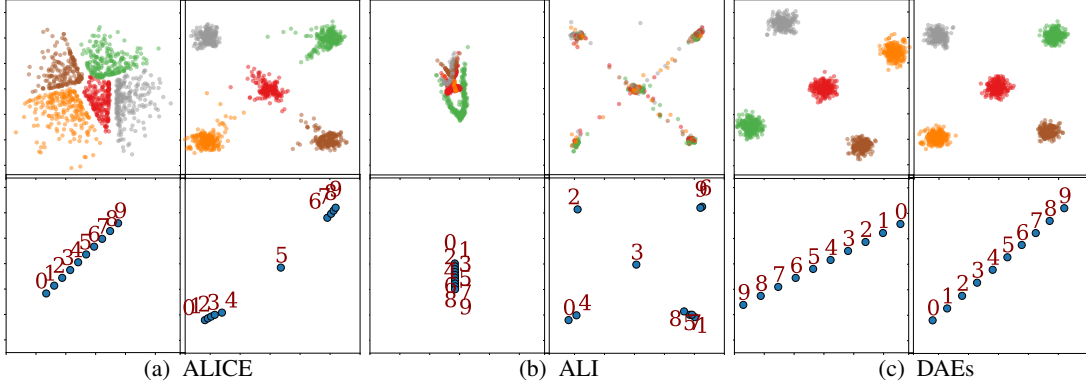 0 1 2 3 4 5 6 7 8 9
6 7 8 9
5
0 1 2 3 4
0 1
2 3
4 5
6 7
8 9
2 9 6
3
0 4
8 5 7 1
9 8 7 6 5 4 3 2 1 0
0 1 2 3 4 5 6 7 8 9
(a) ALICE
(b) ALI
(c) DAEs